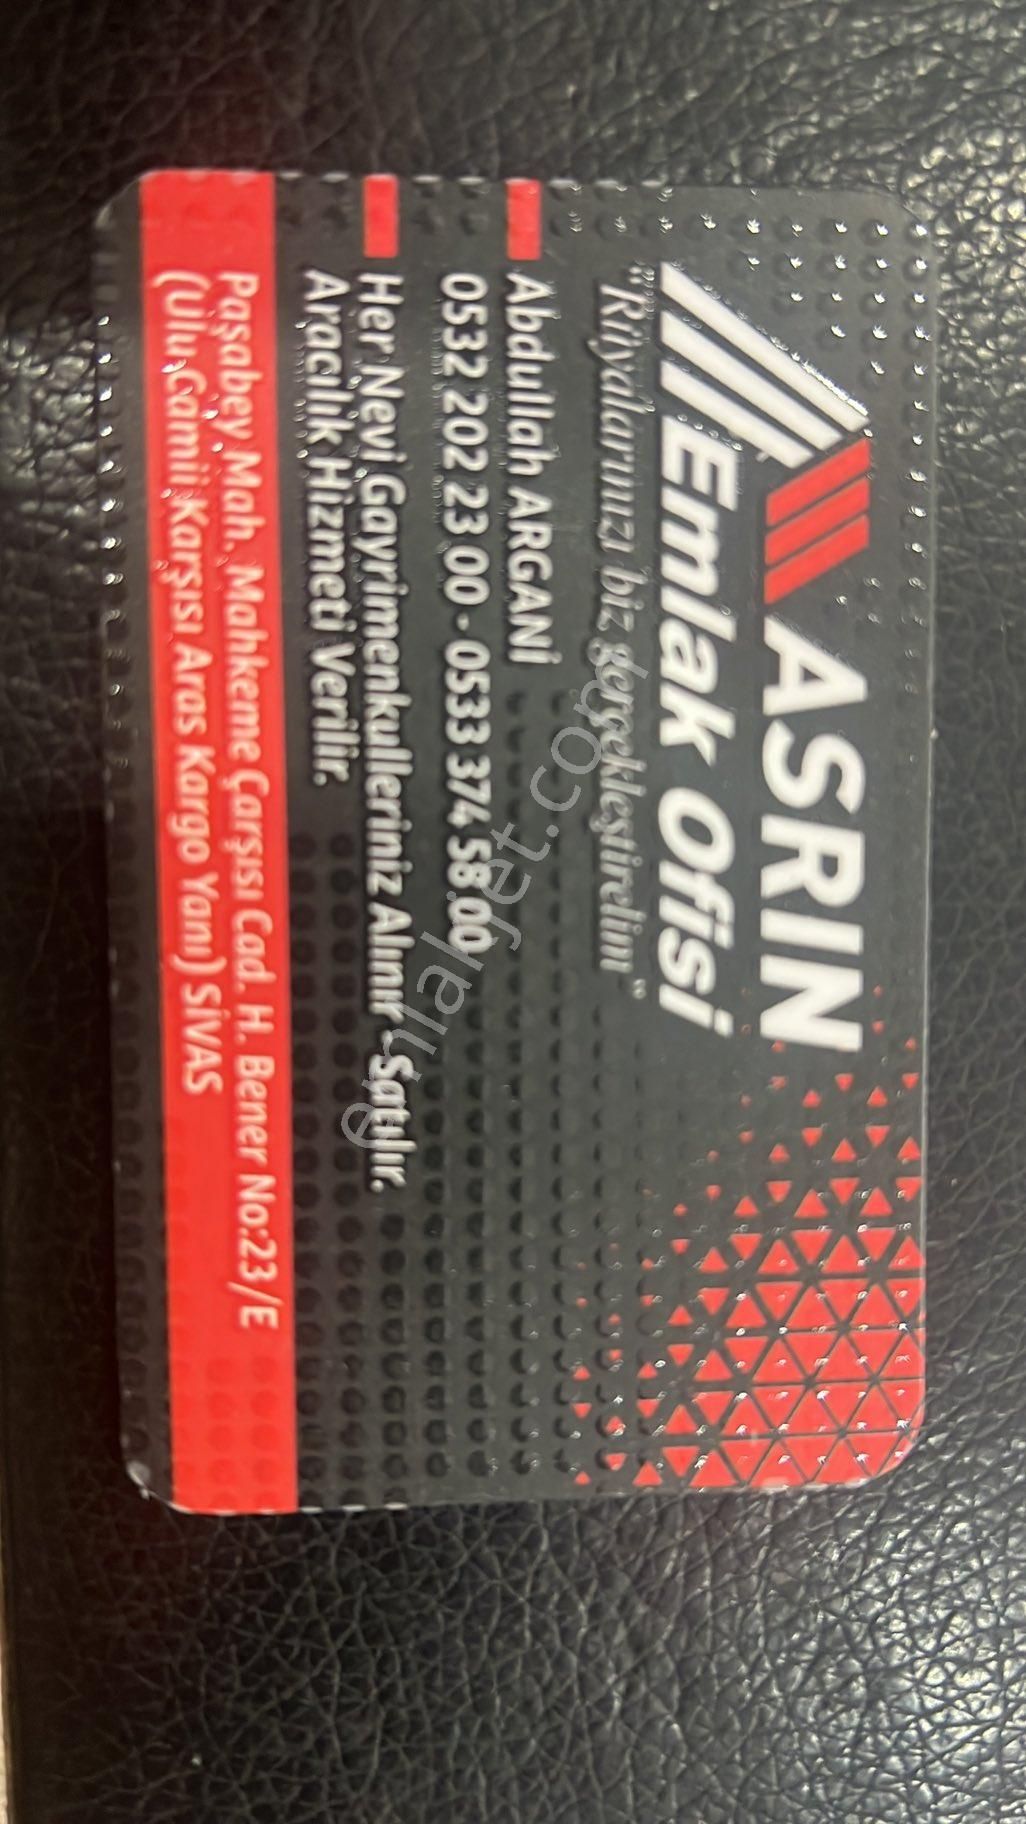 ASRIN
Emlak Ofisi
"Rüyalarınızı biz gerçekleştirelim"
Abdullah ARGANİ
0532 202 23 00 - 0533 374 58 00
Her Nevi Gayrimenkulleriniz Alınır - Satılır.
Aracılık Hizmeti Verilir.
Paşabey Mah. Mahkeme Çarşısı Cad. H. Bener No:23/E
(Ulu Camii Karşısı Aras Kargo Yanı) SİVAS
emlakjet.com